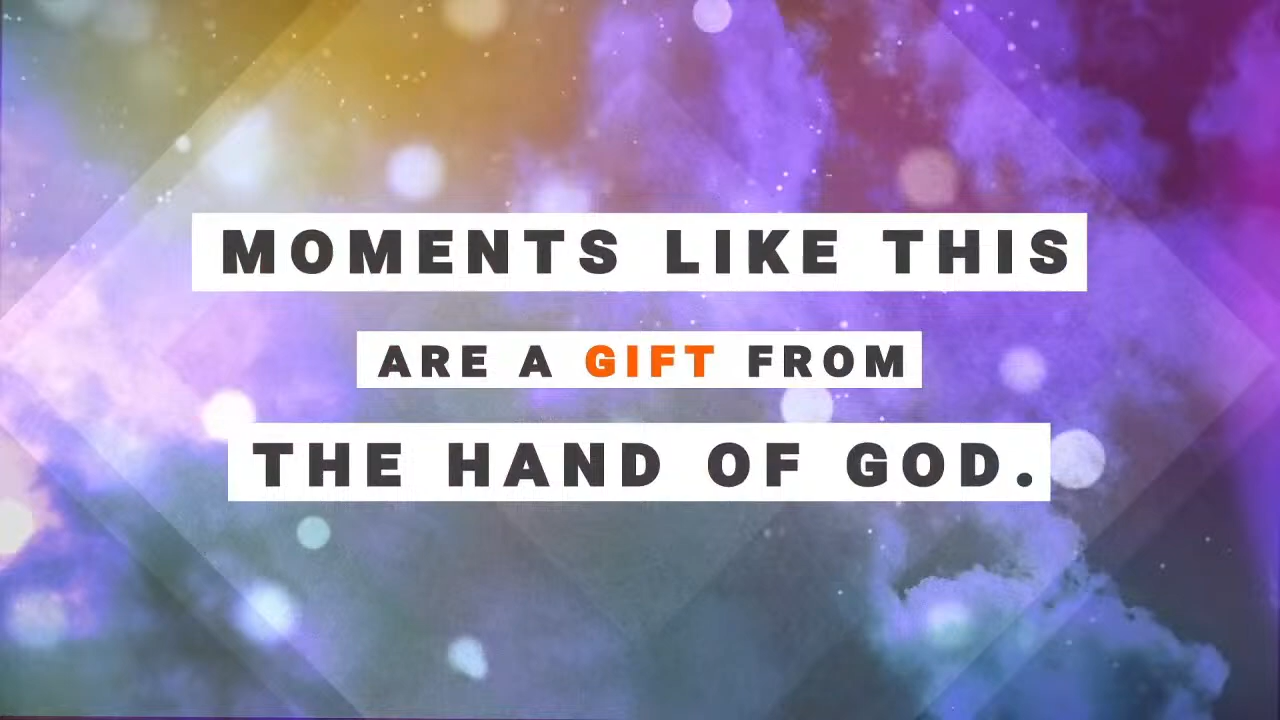 MOMENTS LIKE THIS
ARE A GIFT FROM
THE HAND OF GOD.